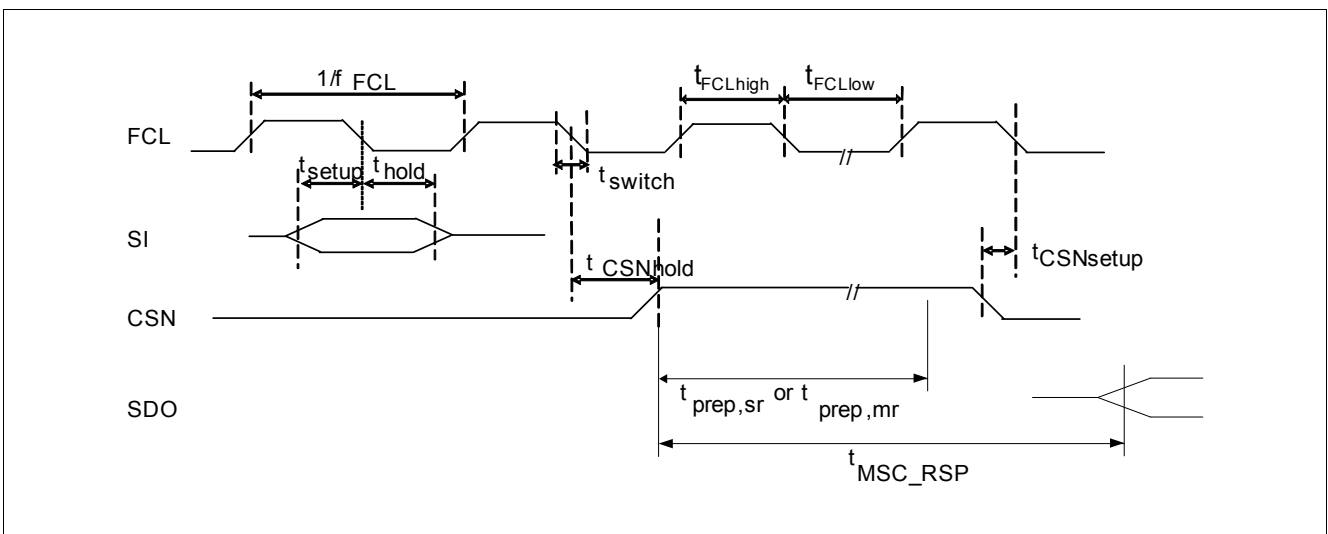 1/f FCL
tFCLhigh
tFCLlow
FCL
tsetup
thold
tswitch
//
SI
tCSNhold
tCSNsetup
//
CSN
tprep,sr or tprep,mr
SDO
tMSC_RSP